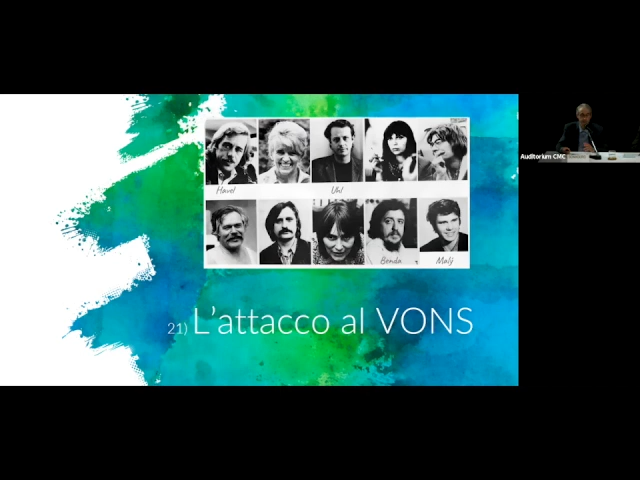 Havel
Uhl
Benda
Malý
21) L'attacco al VONS
Auditorium CMC